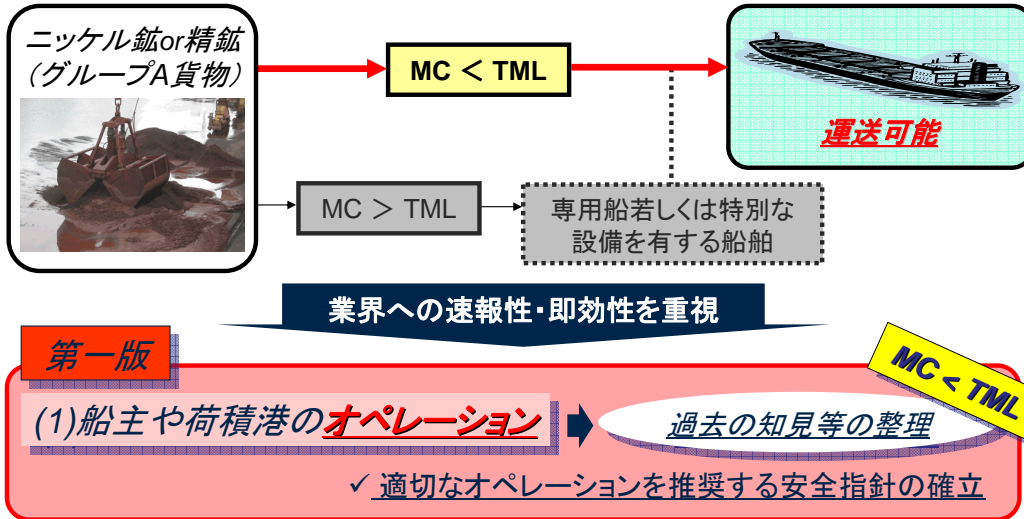 ニッケル鉱or精鉱
（グループA貨物）
MC ＜ TML
運送可能
MC ＞ TML
専用船若しくは特別な
設備を有する船舶
業界への速報性・即効性を重視
第一版
MC < TML
(1)船主や荷積港のオペレーション
過去の知見等の整理
✓ 適切なオペレーションを推奨する安全指針の確立